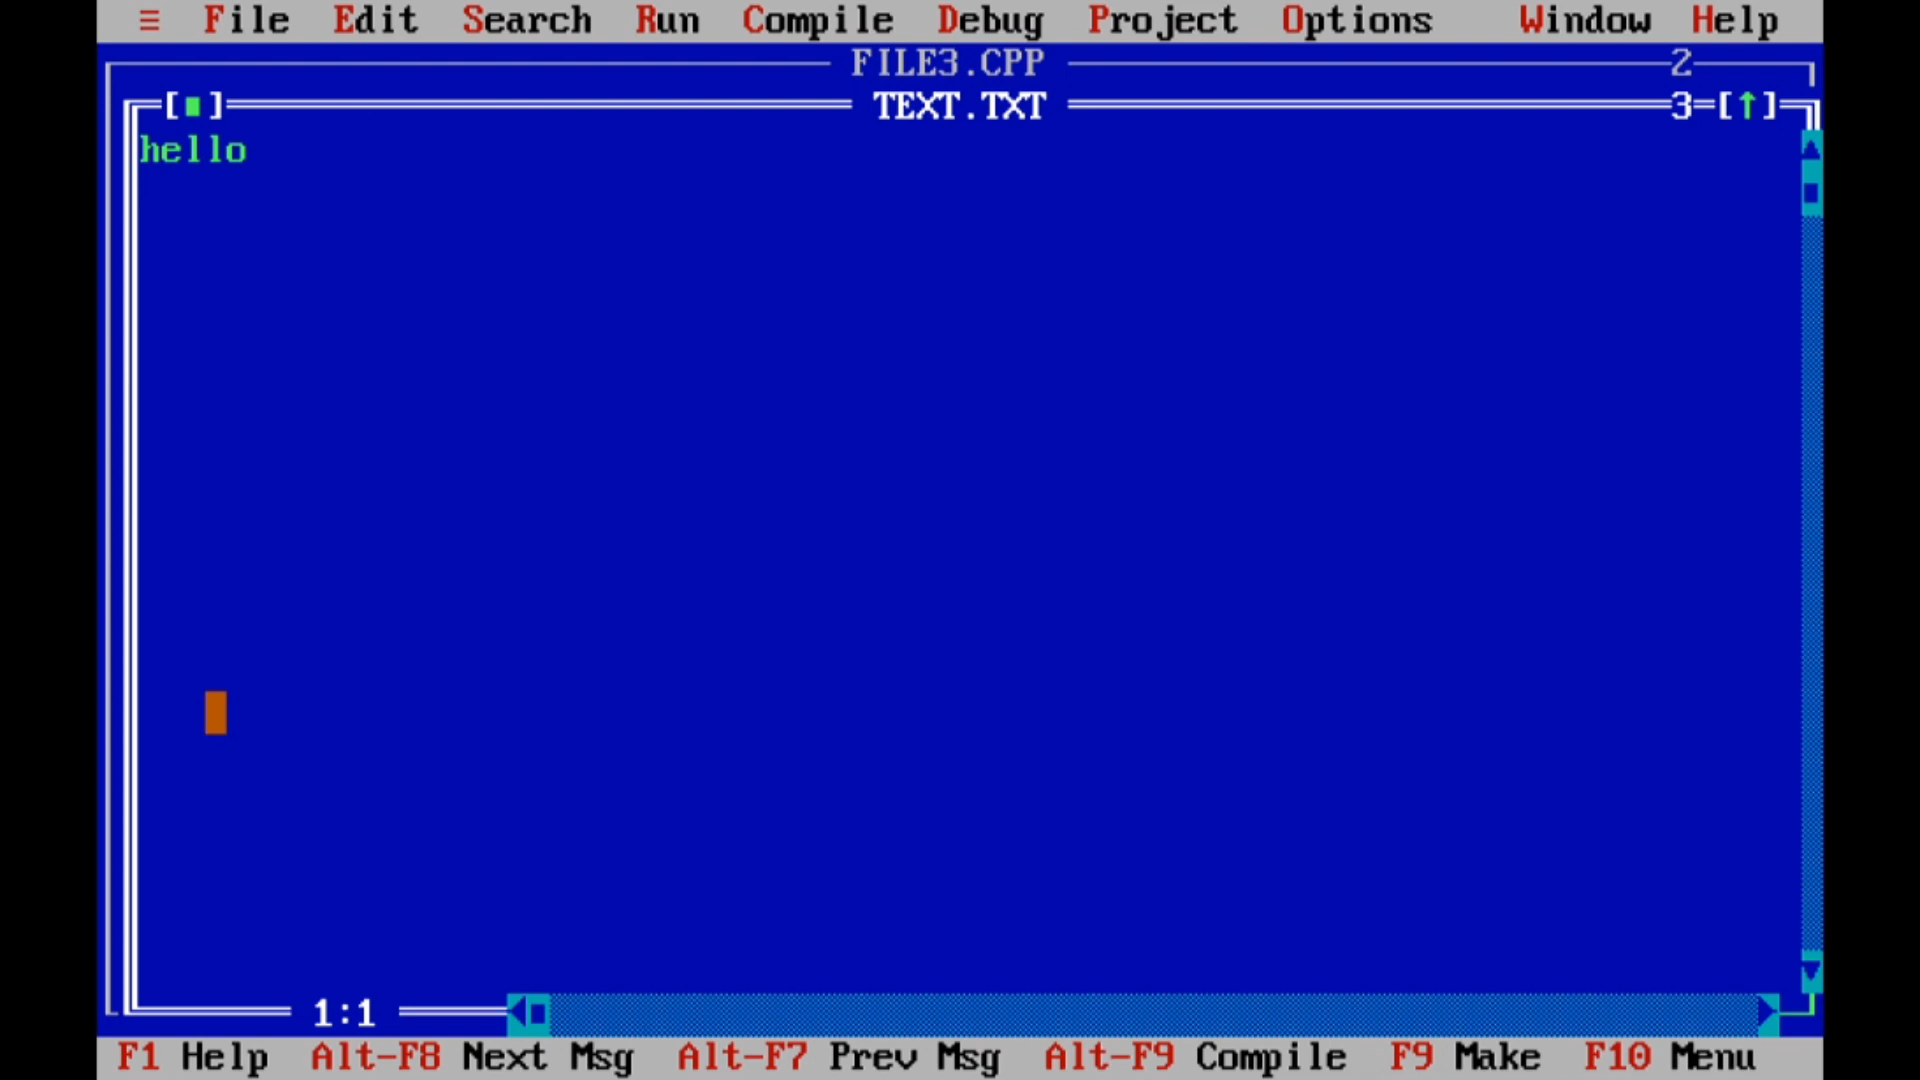 ≡ File Edit Search Run Compile Debug Project Options Window Help
FILE3.CPP 2
[■] TEXT.TXT 3=[↑]
hello
1:1
F1 Help Alt-F8 Next Msg Alt-F7 Prev Msg Alt-F9 Compile F9 Make F10 Menu